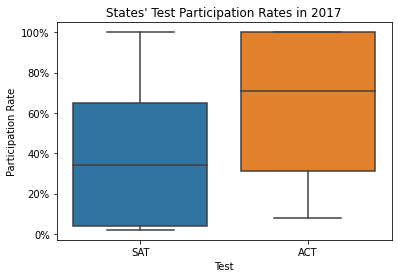 States' Test Participation Rates in 2017
100%
80%
60%
40%
20%
0%
Participation Rate
SAT
ACT
Test